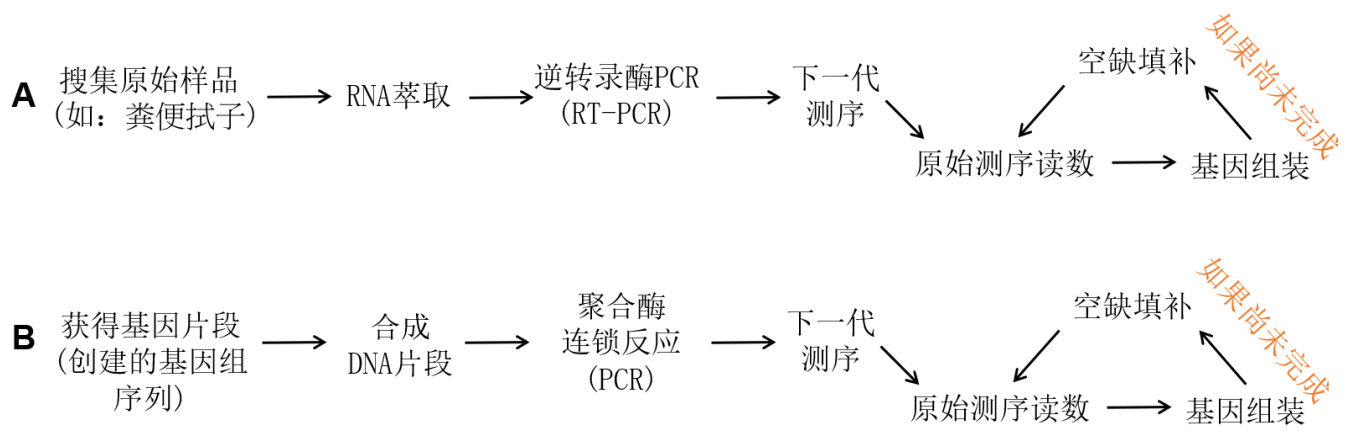 A
搜集原始样品
(如：粪便拭子)
RNA萃取
逆转录酶PCR
(RT-PCR)
下一代
测序
原始测序读数
基因组装
空缺填补
如果尚未完成
B
获得基因片段
(创建的基因组
序列)
合成
DNA片段
聚合酶
连锁反应
(PCR)
下一代
测序
原始测序读数
基因组装
空缺填补
如果尚未完成